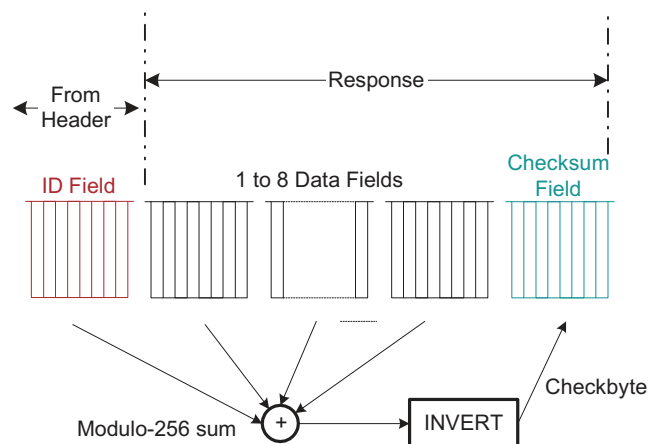 Response
From
Header
ID Field
1 to 8 Data Fields
Checksum
Field
Modulo-256 sum
+
INVERT
Checkbyte